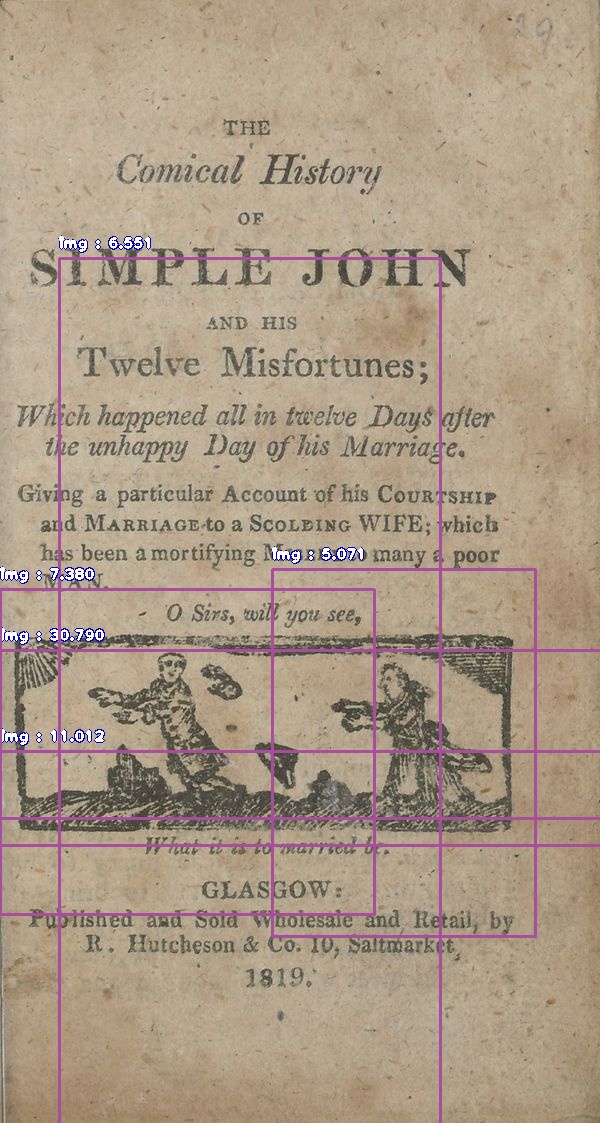 29.
THE
Comical History
OF
SIMPLE JOHN
AND HIS
Twelve Misfortunes;
Which happened all in twelve Days after
the unhappy Day of his Marriage.
Giving a particular Account of his COURTSHIP
and MARRIAGE to a SCOLDING WIFE; which
has been a mortifying to many a poor
MAN.
O Sirs, will you see,
What it is to married be.
GLASGOW:
Published and Sold Wholesale and Retail, by
R. Hutcheson & Co. 10, Saltmarket,
1819.
Img : 6.551
Img : 5.071
Img : 7.380
Img : 30.790
Img : 11.012